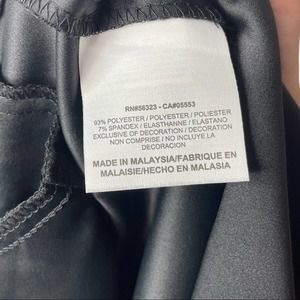 RN#56323 - CA#05553
93% POLYESTER / POLYESTER / POLIESTER
7% SPANDEX / ELASTHANNE / ELASTANO
EXCLUSIVE OF DECORATION / DECORATION
NON COMPRISE / NO INCLUYE LA
DECORACION
MADE IN MALAYSIA/FABRIQUE EN
MALAISIE/HECHO EN MALASIA